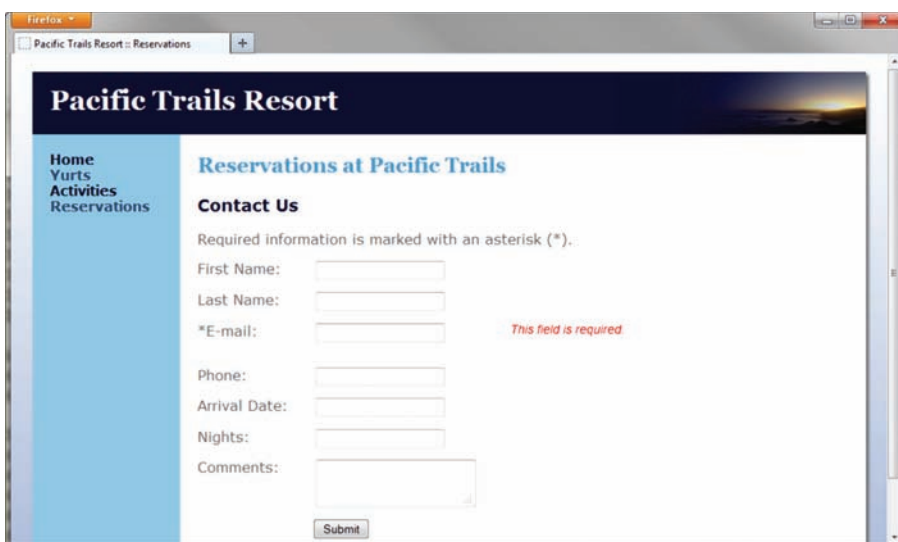 Firefox
Pacific Trails Resort :: Reservations
Pacific Trails Resort
Home
Yurts
Activities
Reservations
Reservations at Pacific Trails
Contact Us
Required information is marked with an asterisk (*).
First Name:
Last Name:
*E-mail: This field is required
Phone:
Arrival Date:
Nights:
Comments:
Submit